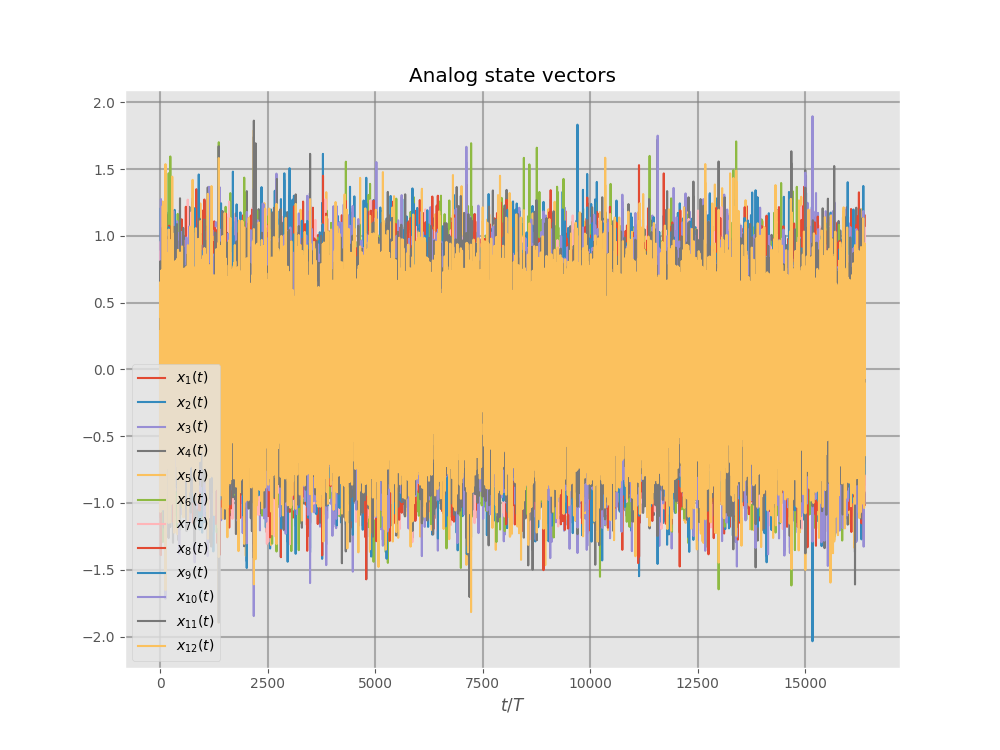 Analog state vectors
2.0
1.5
1.0
0.5
0.0
−0.5
−1.0
−1.5
−2.0
x₁(t)
x₂(t)
x₃(t)
x₄(t)
x₅(t)
x₆(t)
x₇(t)
x₈(t)
x₉(t)
x₁₀(t)
x₁₁(t)
x₁₂(t)
0 2500 5000 7500 10000 12500 15000
t/T